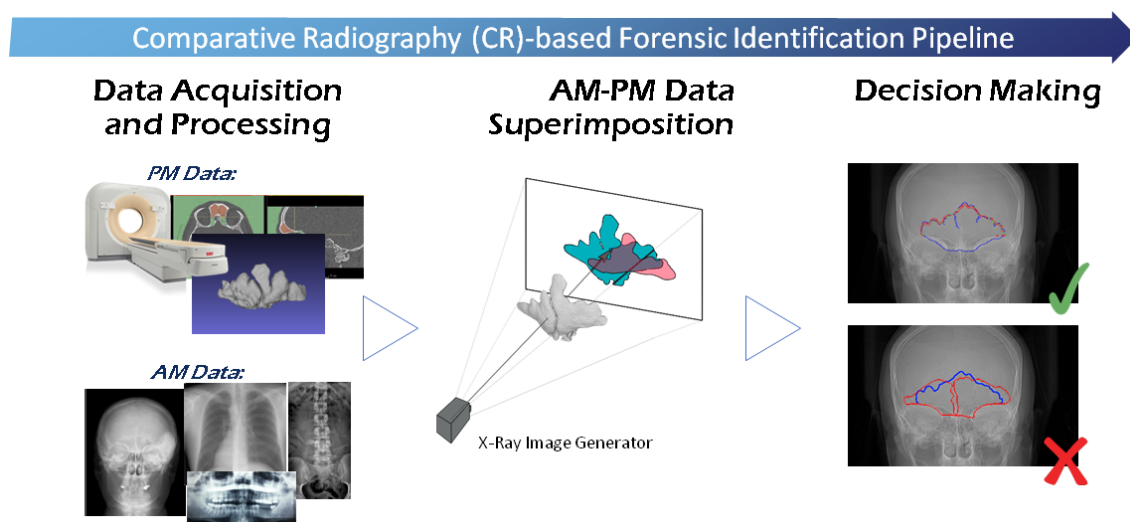 Comparative Radiography (CR)-based Forensic Identification Pipeline
Data Acquisition
and Processing
AM-PM Data
Superimposition
Decision Making
PM Data:
AM Data:
X-Ray Image Generator